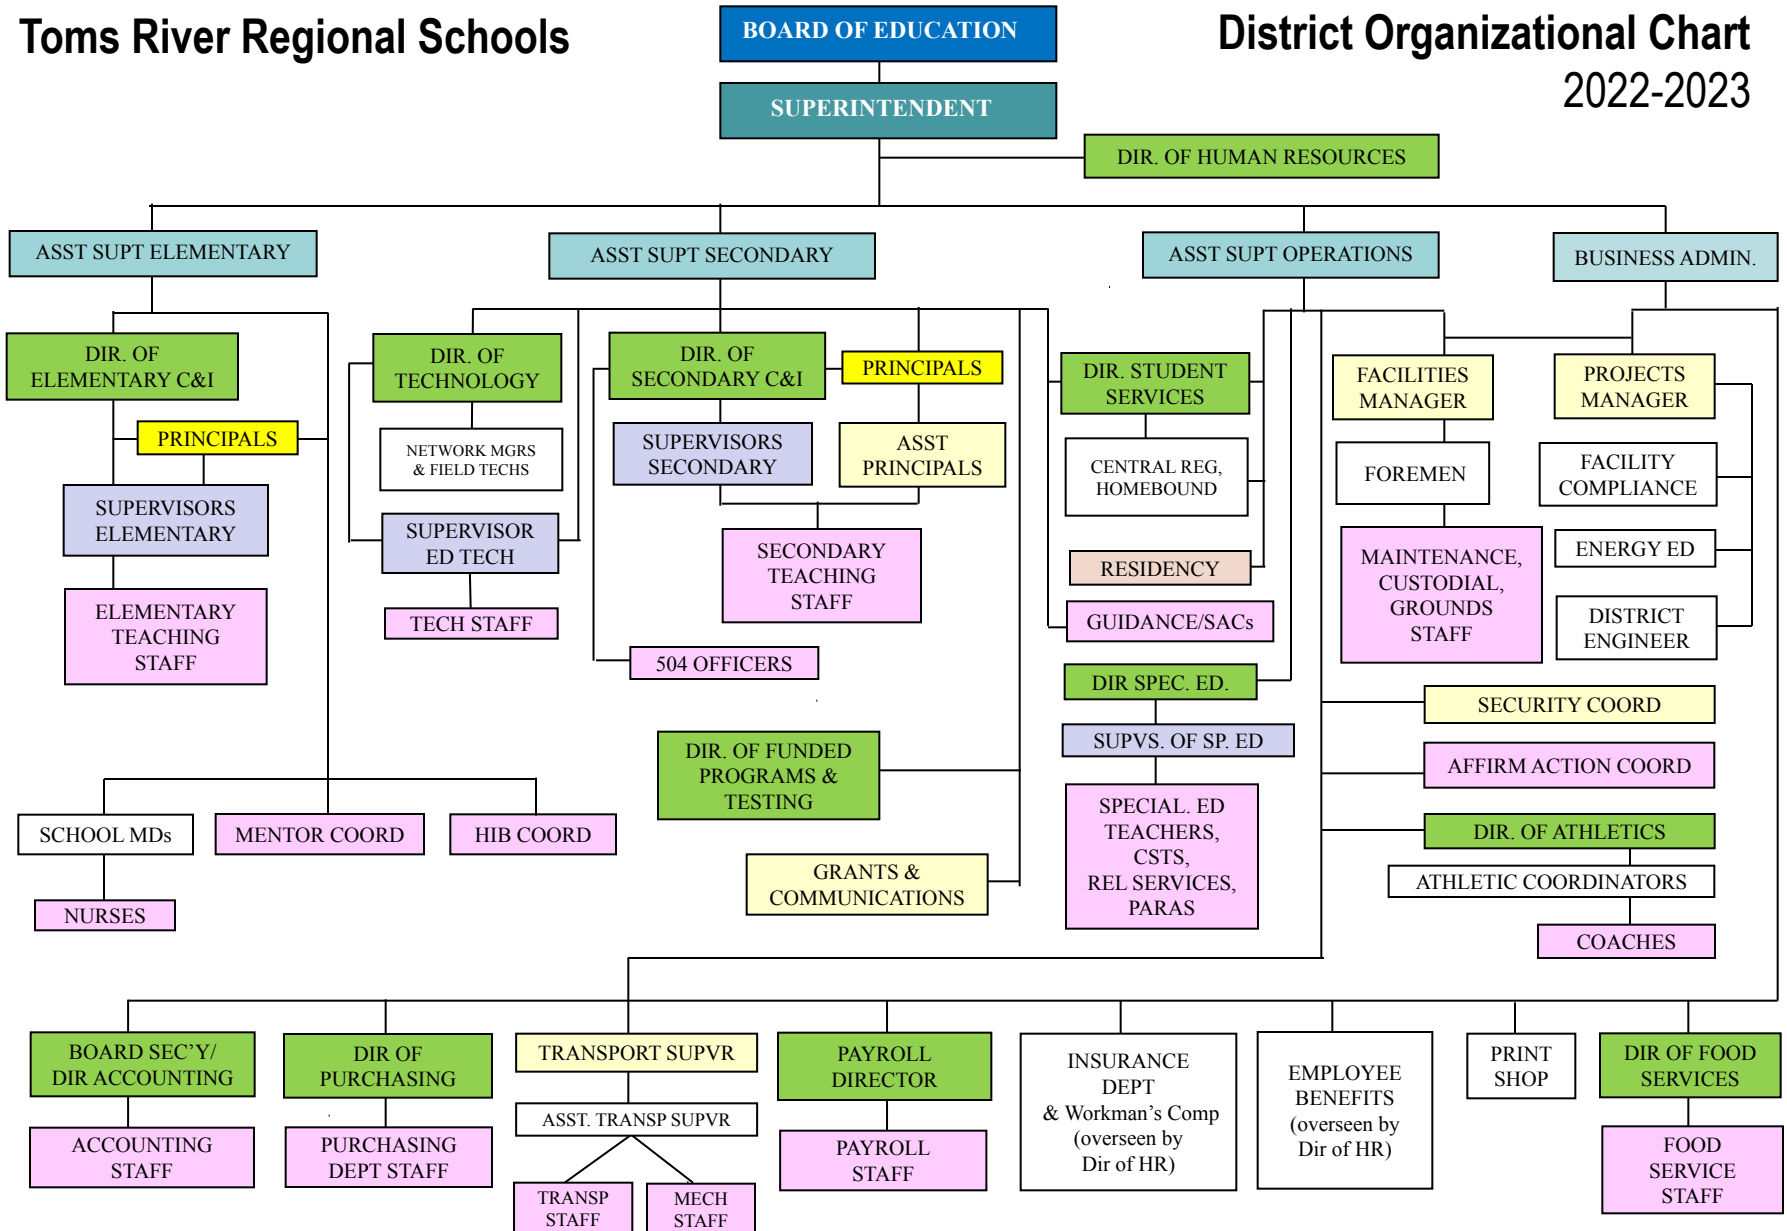 Toms River Regional Schools
District Organizational Chart
2022-2023
BOARD OF EDUCATION
SUPERINTENDENT
DIR. OF HUMAN RESOURCES
ASST SUPT ELEMENTARY
ASST SUPT SECONDARY
ASST SUPT OPERATIONS
BUSINESS ADMIN.
DIR. OF
ELEMENTARY C&I
PRINCIPALS
SUPERVISORS
ELEMENTARY
ELEMENTARY
TEACHING
STAFF
SCHOOL MDs
MENTOR COORD
HIB COORD
NURSES
DIR. OF
TECHNOLOGY
NETWORK MGRS
& FIELD TECHS
SUPERVISOR
ED TECH
TECH STAFF
DIR. OF
SECONDARY C&I
PRINCIPALS
SUPERVISORS
SECONDARY
ASST
PRINCIPALS
SECONDARY
TEACHING
STAFF
504 OFFICERS
DIR. OF FUNDED
PROGRAMS &
TESTING
GRANTS &
COMMUNICATIONS
DIR. STUDENT
SERVICES
CENTRAL REG,
HOMEBOUND
RESIDENCY
GUIDANCE/SACs
DIR SPEC. ED.
SUPVS. OF SP. ED
SPECIAL. ED
TEACHERS,
CSTS,
REL SERVICES,
PARAS
FACILITIES
MANAGER
FOREMEN
MAINTENANCE,
CUSTODIAL,
GROUNDS
STAFF
PROJECTS
MANAGER
FACILITY
COMPLIANCE
ENERGY ED
DISTRICT
ENGINEER
SECURITY COORD
AFFIRM ACTION COORD
DIR. OF ATHLETICS
ATHLETIC COORDINATORS
COACHES
BOARD SEC’Y/
DIR ACCOUNTING
ACCOUNTING
STAFF
DIR OF
PURCHASING
PURCHASING
DEPT STAFF
TRANSPORT SUPVR
ASST. TRANSP SUPVR
TRANSP
STAFF
MECH
STAFF
PAYROLL
DIRECTOR
PAYROLL
STAFF
INSURANCE
DEPT
& Workman’s Comp
(overseen by
Dir of HR)
EMPLOYEE
BENEFITS
(overseen by
Dir of HR)
PRINT
SHOP
DIR OF FOOD
SERVICES
FOOD
SERVICE
STAFF